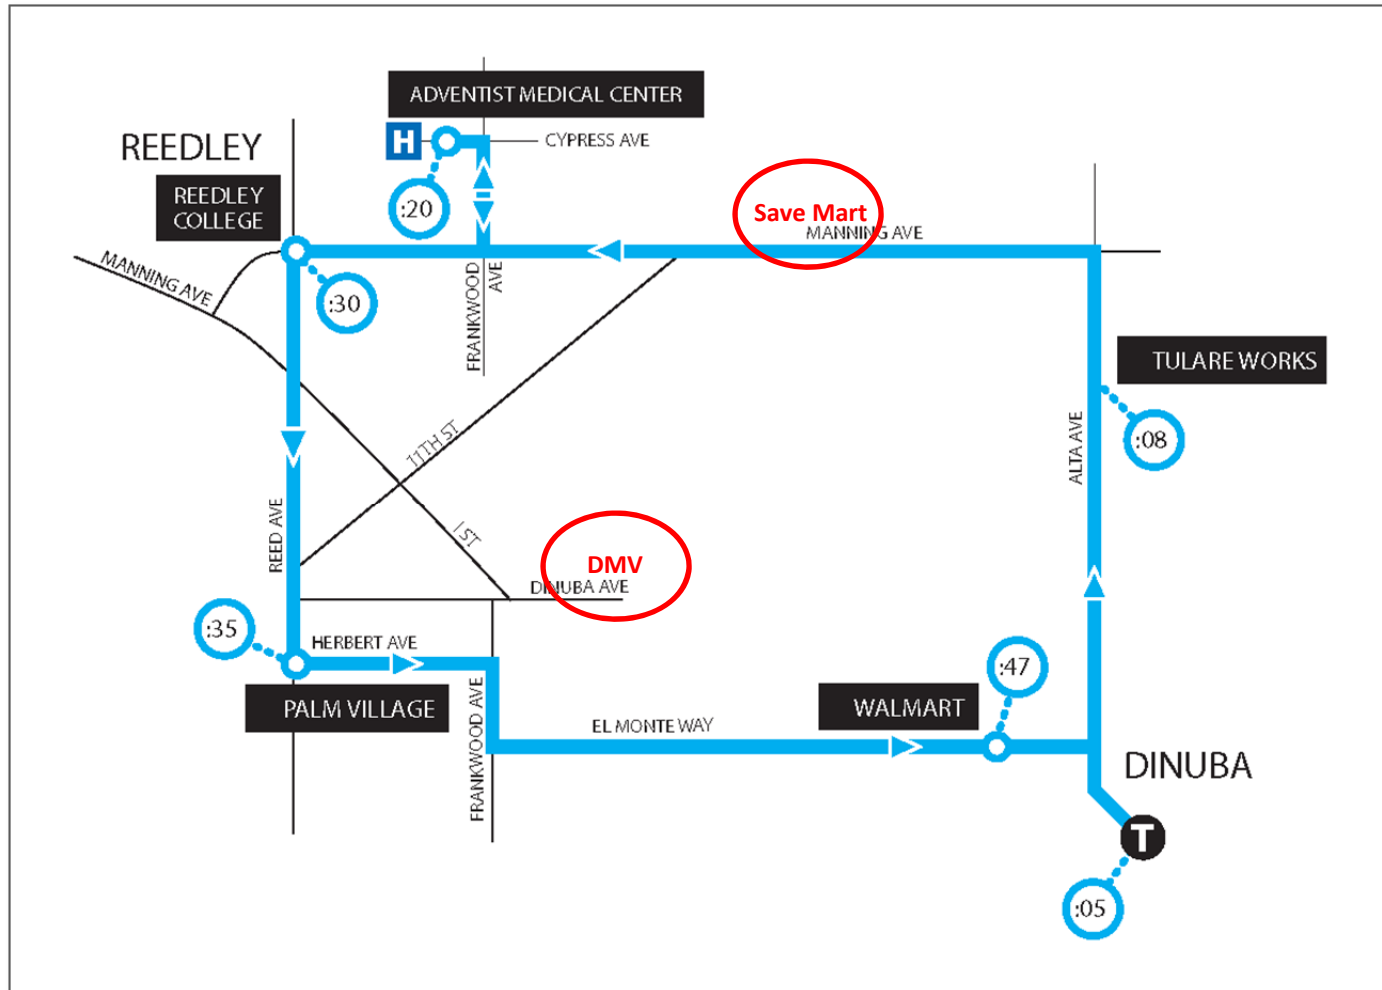 ADVENTIST MEDICAL CENTER
H
CYPRESS AVE
REEDLEY
REEDLEY
COLLEGE
:20
Save Mart
MANNING AVE
MANNING AVE
:30
FRANKWOOD
AVE
TULARE WORKS
:08
ALTA AVE
11TH ST
I ST
REED AVE
DMV
DINUBA AVE
:35
HERBERT AVE
PALM VILLAGE
FRANKWOOD AVE
EL MONTE WAY
WALMART
:47
DINUBA
T
:05